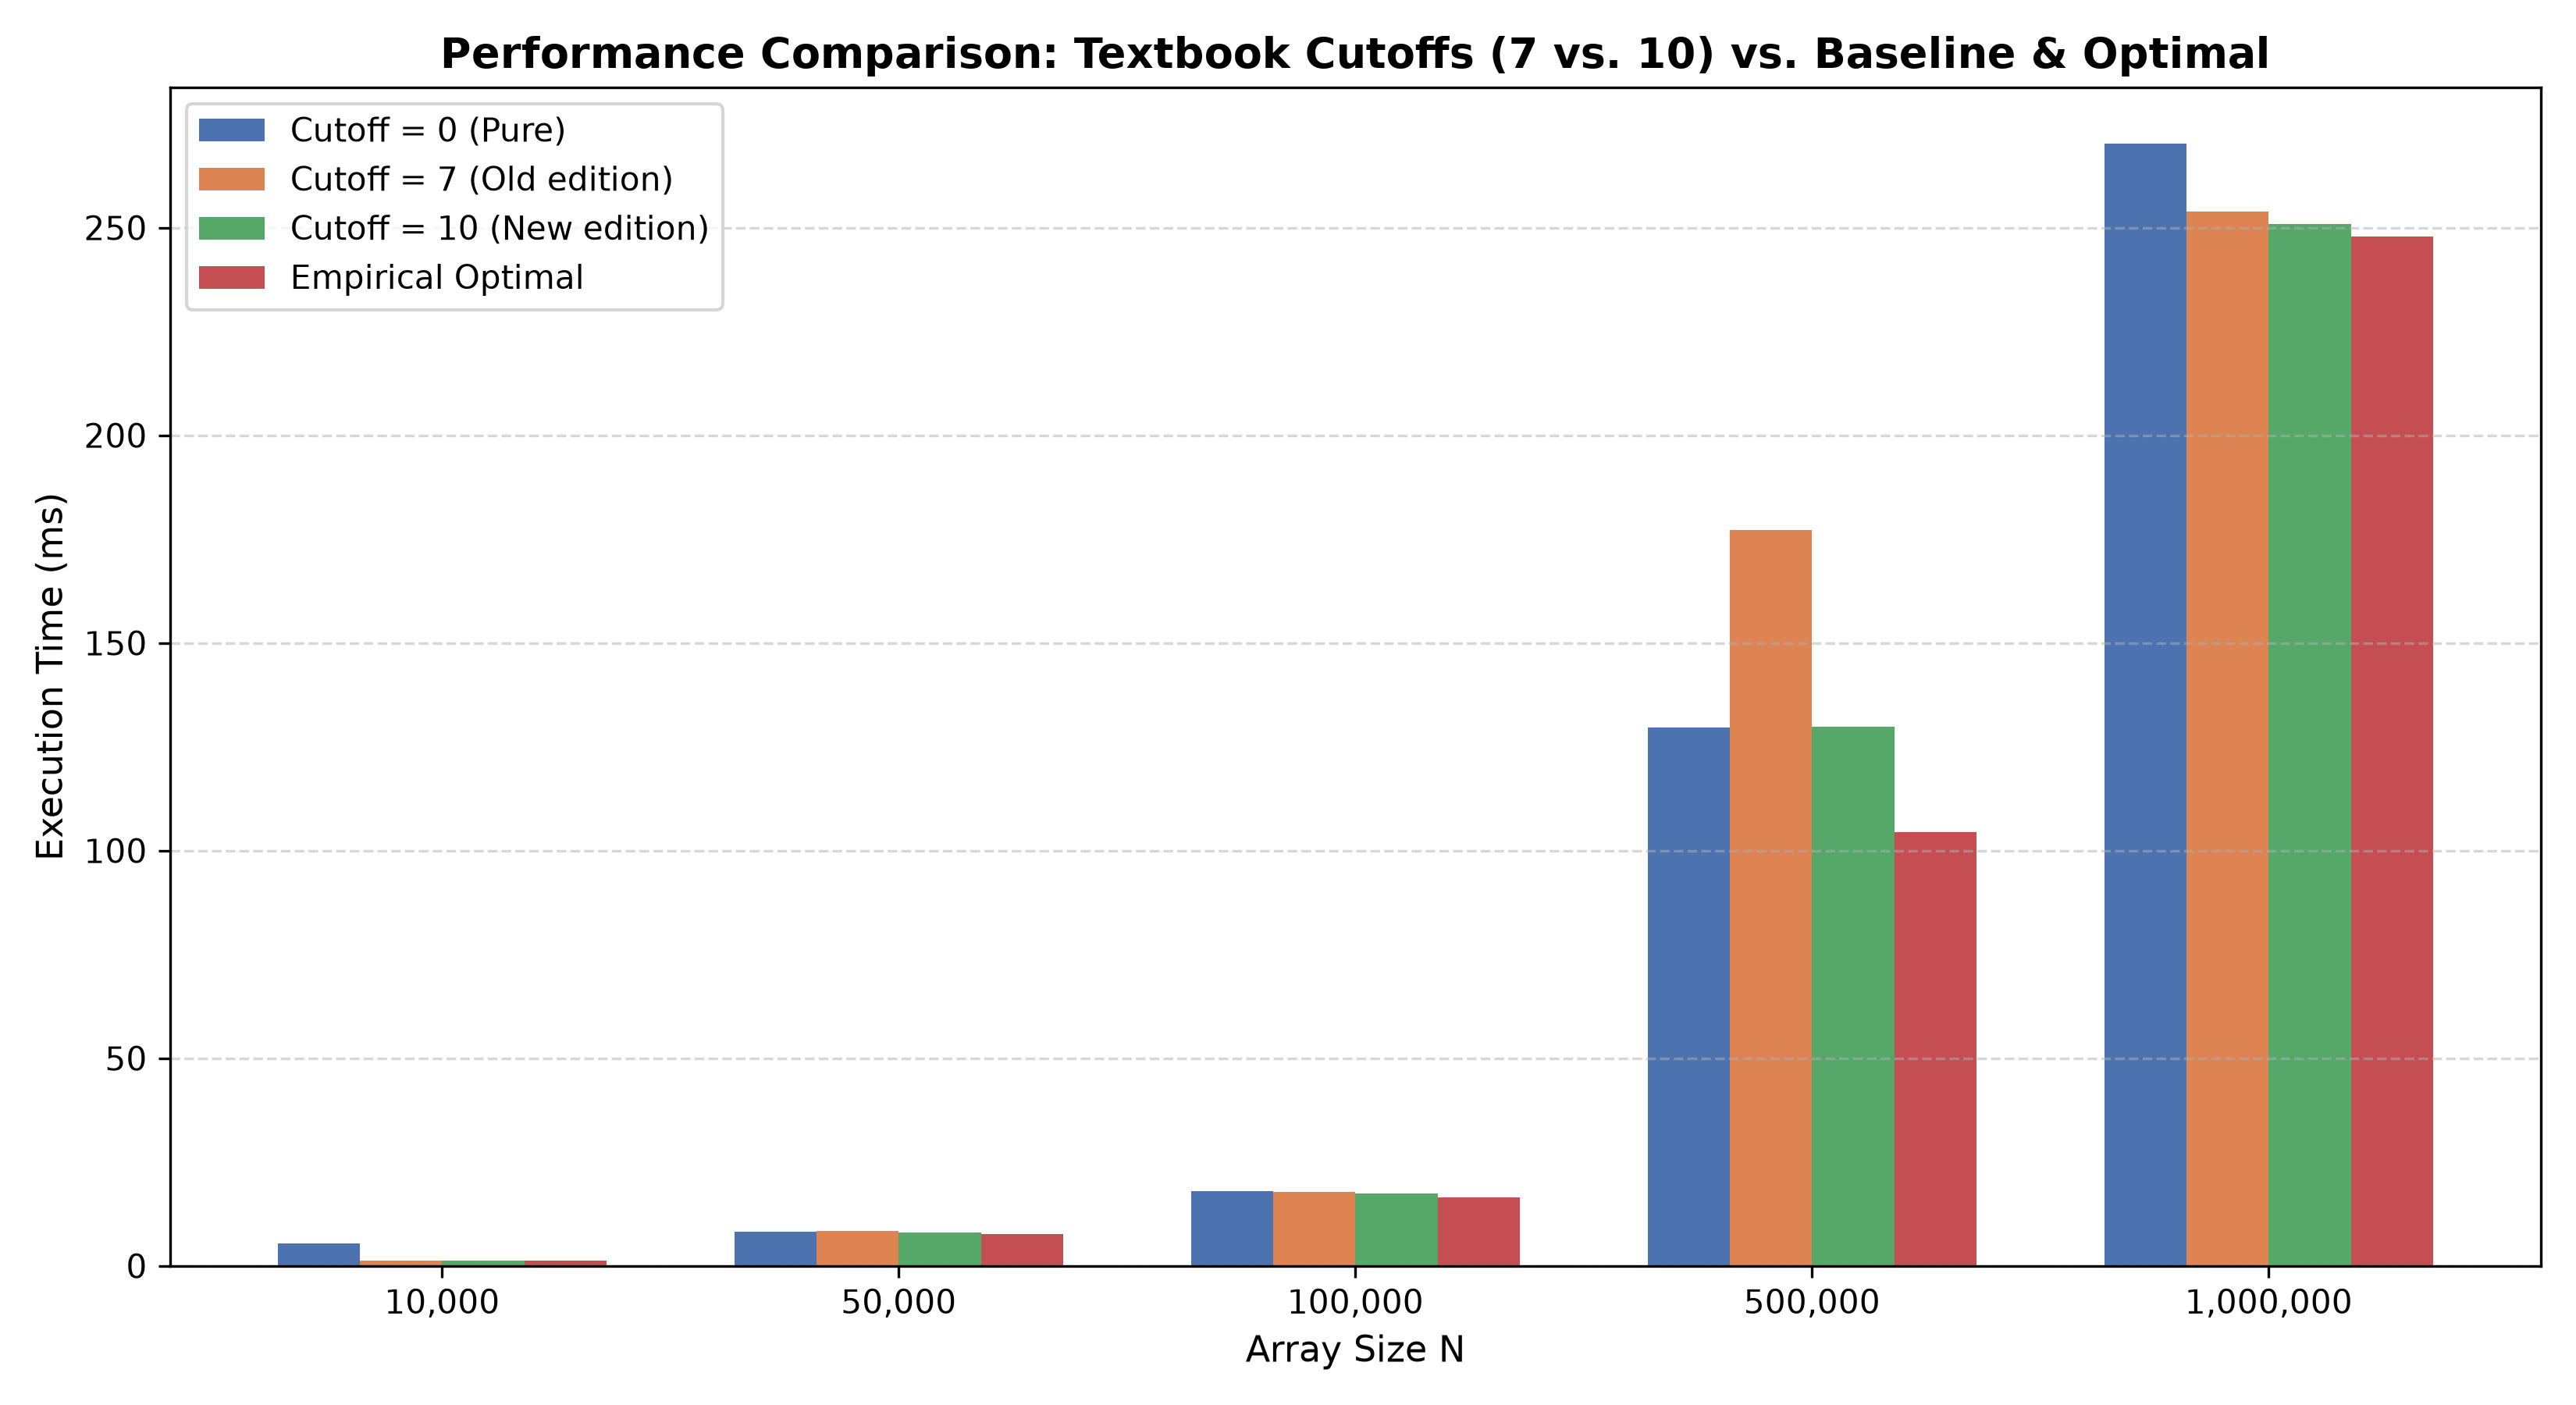 Performance Comparison: Textbook Cutoffs (7 vs. 10) vs. Baseline & Optimal
Cutoff = 0 (Pure)
Cutoff = 7 (Old edition)
Cutoff = 10 (New edition)
Empirical Optimal
Execution Time (ms)
250
200
150
100
50
0
10,000
50,000
100,000
500,000
1,000,000
Array Size N